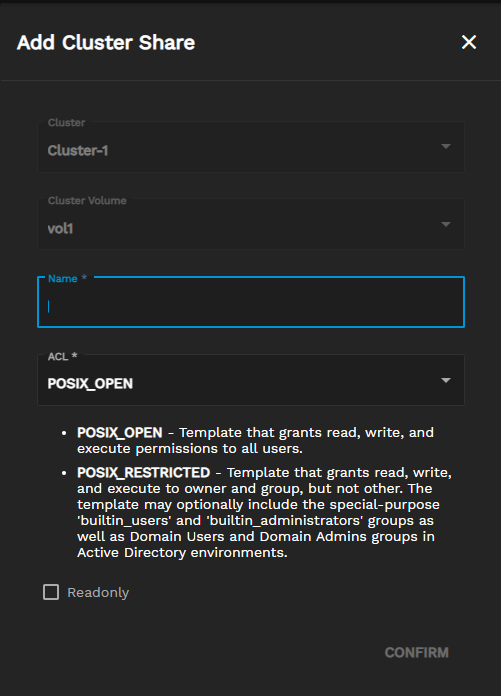 Add Cluster Share
Cluster
Cluster-1
Cluster Volume
vol1
Name *
ACL *
POSIX_OPEN
• POSIX_OPEN - Template that grants read, write, and
execute permissions to all users.
• POSIX_RESTRICTED - Template that grants read, write,
and execute to owner and group, but not other. The
template may optionally include the special-purpose
'builtin_users' and 'builtin_administrators' groups as
well as Domain Users and Domain Admins groups in
Active Directory environments.
Readonly
CONFIRM